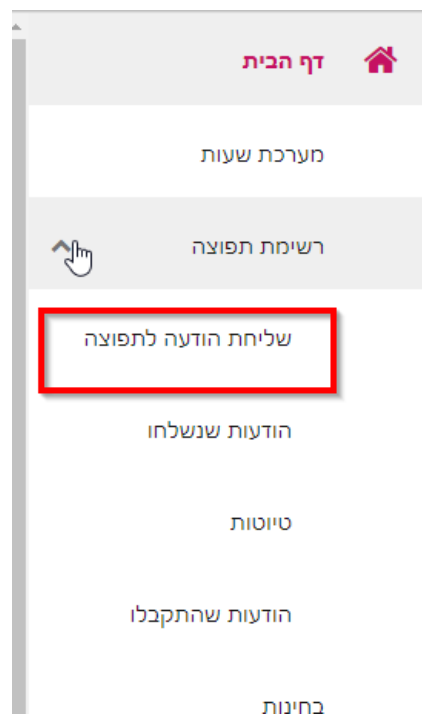 דף הבית
מערכת שעות
רשימת תפוצה
שליחת הודעה לתפוצה
הודעות שנשלחו
טיוטות
הודעות שהתקבלו
בחינות